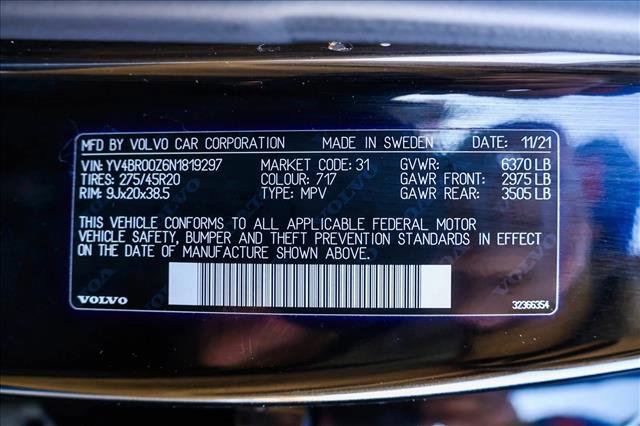 MFD BY VOLVO CAR CORPORATION MADE IN SWEDEN DATE: 11/21
VIN: YV4BR00Z6N1819297 MARKET CODE: 31 GVWR: 6370 LB
TIRES: 275/45R20 COLOUR: 717 GAWR FRONT: 2975 LB
RIM: 9Jx20x38.5 TYPE: MPV GAWR REAR: 3505 LB
THIS VEHICLE CONFORMS TO ALL APPLICABLE FEDERAL MOTOR
VEHICLE SAFETY, BUMPER AND THEFT PREVENTION STANDARDS IN EFFECT
ON THE DATE OF MANUFACTURE SHOWN ABOVE.
VOLVO 32366354